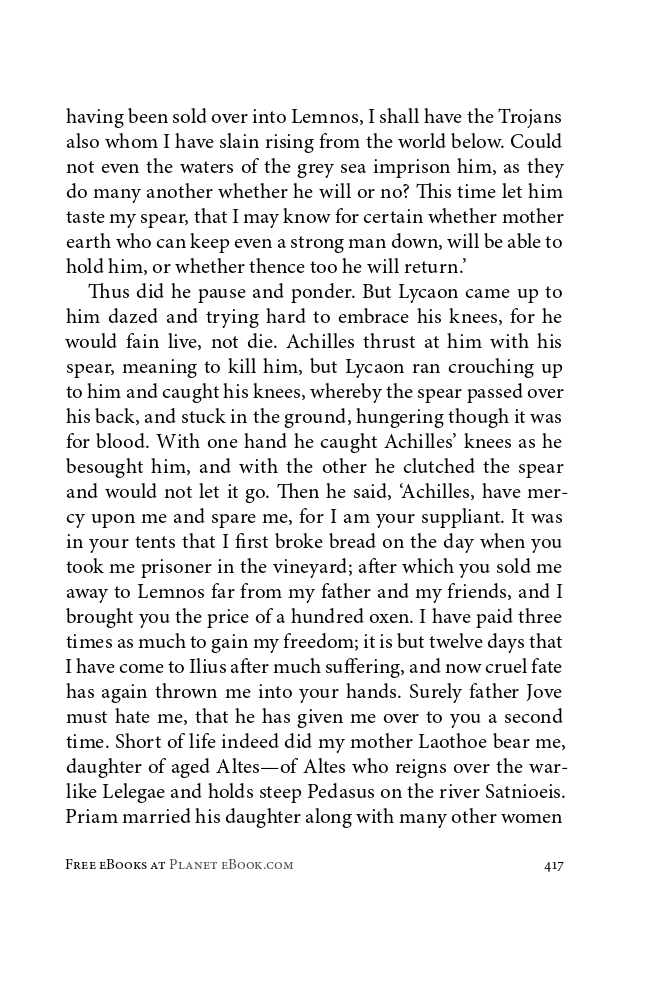 having been sold over into Lemnos, I shall have the Trojans
also whom I have slain rising from the world below. Could
not even the waters of the grey sea imprison him, as they
do many another whether he will or no? This time let him
taste my spear, that I may know for certain whether mother
earth who can keep even a strong man down, will be able to
hold him, or whether thence too he will return.’
Thus did he pause and ponder. But Lycaon came up to
him dazed and trying hard to embrace his knees, for he
would fain live, not die. Achilles thrust at him with his
spear, meaning to kill him, but Lycaon ran crouching up
to him and caught his knees, whereby the spear passed over
his back, and stuck in the ground, hungering though it was
for blood. With one hand he caught Achilles’ knees as he
besought him, and with the other he clutched the spear
and would not let it go. Then he said, ‘Achilles, have mer-
cy upon me and spare me, for I am your suppliant. It was
in your tents that I first broke bread on the day when you
took me prisoner in the vineyard; after which you sold me
away to Lemnos far from my father and my friends, and I
brought you the price of a hundred oxen. I have paid three
times as much to gain my freedom; it is but twelve days that
I have come to Ilius after much suffering, and now cruel fate
has again thrown me into your hands. Surely father Jove
must hate me, that he has given me over to you a second
time. Short of life indeed did my mother Laothoe bear me,
daughter of aged Altes—of Altes who reigns over the war-
like Lelegae and holds steep Pedasus on the river Satnioeis.
Priam married his daughter along with many other women
Free eBooks at Planet eBook.com 417